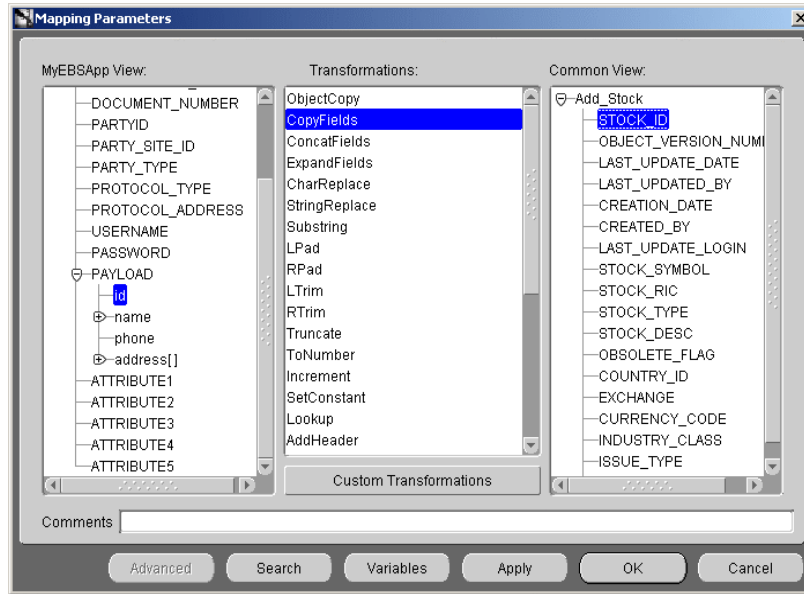 Mapping Parameters
MyEBSApp View:
DOCUMENT_NUMBER
PARTYID
PARTY_SITE_ID
PARTY_TYPE
PROTOCOL_TYPE
PROTOCOL_ADDRESS
USERNAME
PASSWORD
PAYLOAD
id
name
phone
address[]
ATTRIBUTE1
ATTRIBUTE2
ATTRIBUTE3
ATTRIBUTE4
ATTRIBUTE5
Transformations:
ObjectCopy
CopyFields
ConcatFields
ExpandFields
CharReplace
StringReplace
Substring
LPad
RPad
LTrim
RTrim
Truncate
ToNumber
Increment
SetConstant
Lookup
AddHeader
Custom Transformations
Common View:
Add_Stock
STOCK_ID
OBJECT_VERSION_NUMI
LAST_UPDATE_DATE
LAST_UPDATED_BY
CREATION_DATE
CREATED_BY
LAST_UPDATE_LOGIN
STOCK_SYMBOL
STOCK_RIC
STOCK_TYPE
STOCK_DESC
OBSOLETE_FLAG
COUNTRY_ID
EXCHANGE
CURRENCY_CODE
INDUSTRY_CLASS
ISSUE_TYPE
Comments
Advanced
Search
Variables
Apply
OK
Cancel